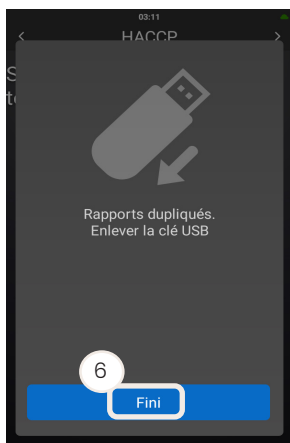 03:11
< HACCP >
S
t
Rapports dupliqués.
Enlever la clé USB
6
Fini